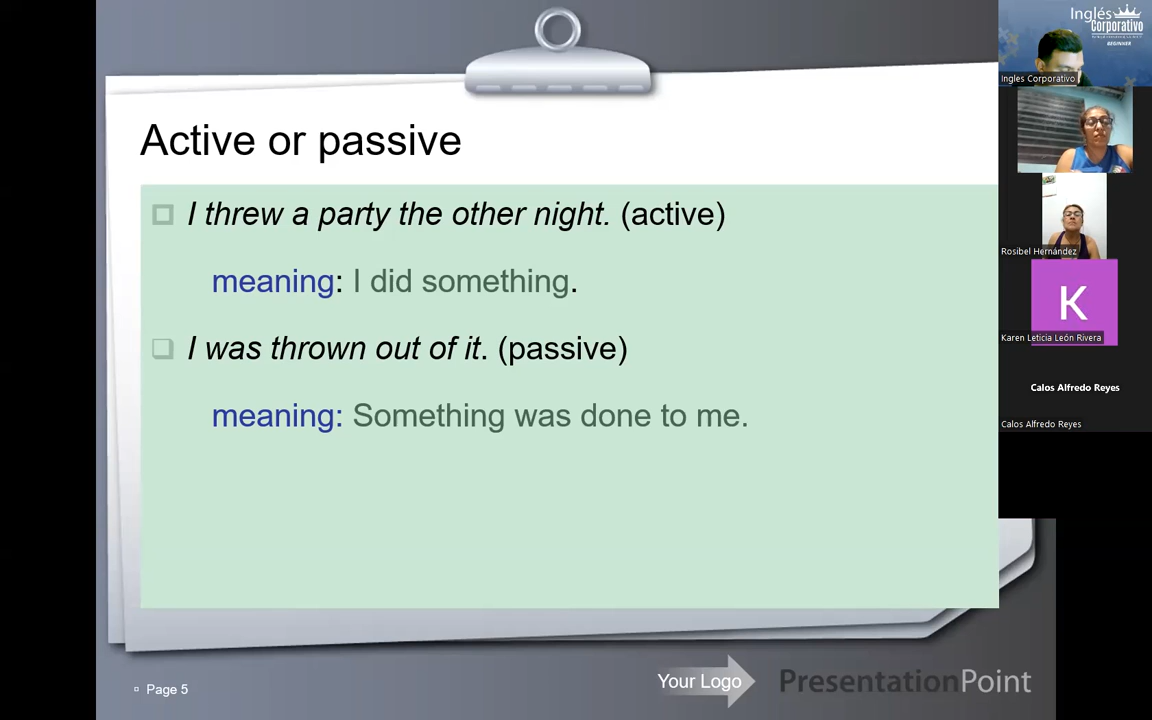 Active or passive
I threw a party the other night. (active)
meaning: I did something.
I was thrown out of it. (passive)
meaning: Something was done to me.
Page 5
Your Logo
PresentationPoint
Inglés
Corporativo
BEGINNER
Ingles Corporativo
Rosibel Hernández
K
Karen Leticia León Rivera
Calos Alfredo Reyes
Calos Alfredo Reyes